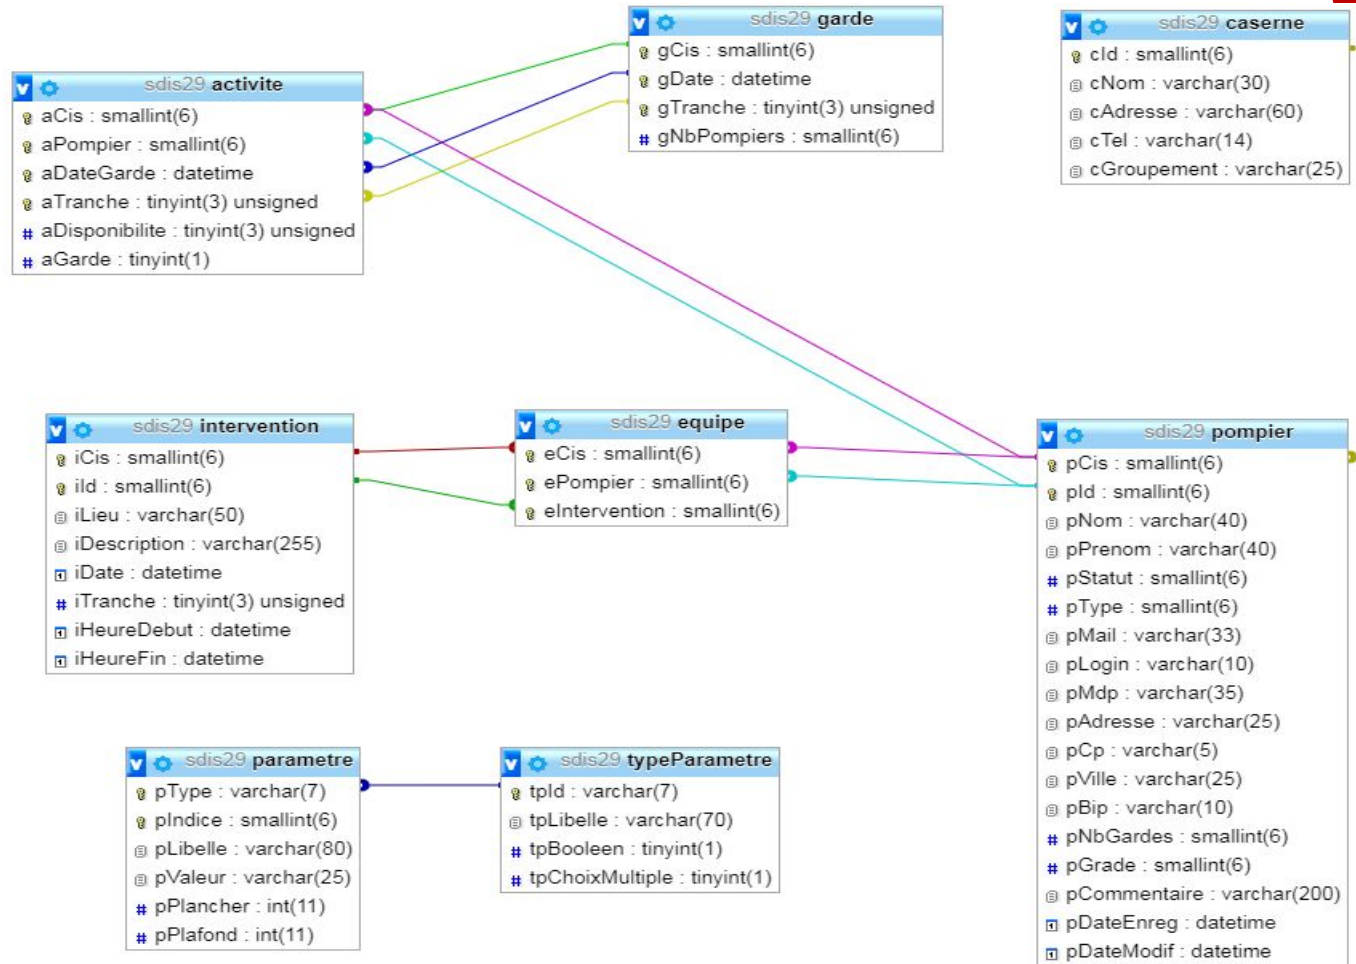 sdis29 activite
aCis : smallint(6)
aPompier : smallint(6)
aDateGarde : datetime
aTranche : tinyint(3) unsigned
aDisponibilite : tinyint(3) unsigned
aGarde : tinyint(1)
sdis29 garde
gCis : smallint(6)
gDate : datetime
gTranche : tinyint(3) unsigned
gNbPompiers : smallint(6)
sdis29 caserne
cId : smallint(6)
cNom : varchar(30)
cAdresse : varchar(60)
cTel : varchar(14)
cGroupement : varchar(25)
sdis29 intervention
iCis : smallint(6)
iId : smallint(6)
iLieu : varchar(50)
iDescription : varchar(255)
iDate : datetime
iTranche : tinyint(3) unsigned
iHeureDebut : datetime
iHeureFin : datetime
sdis29 equipe
eCis : smallint(6)
ePompier : smallint(6)
eIntervention : smallint(6)
sdis29 pompier
pCis : smallint(6)
pId : smallint(6)
pNom : varchar(40)
pPrenom : varchar(40)
pStatut : smallint(6)
pType : smallint(6)
pMail : varchar(33)
pLogin : varchar(10)
pMdp : varchar(35)
pAdresse : varchar(25)
pCp : varchar(5)
pVille : varchar(25)
pBip : varchar(10)
pNbGardes : smallint(6)
pGrade : smallint(6)
pCommentaire : varchar(200)
pDateEnreg : datetime
pDateModif : datetime
sdis29 parametre
pType : varchar(7)
pIndice : smallint(6)
pLibelle : varchar(80)
pValeur : varchar(25)
pPlancher : int(11)
pPlafond : int(11)
sdis29 typeParametre
tpId : varchar(7)
tpLibelle : varchar(70)
tpBooleen : tinyint(1)
tpChoixMultiple : tinyint(1)